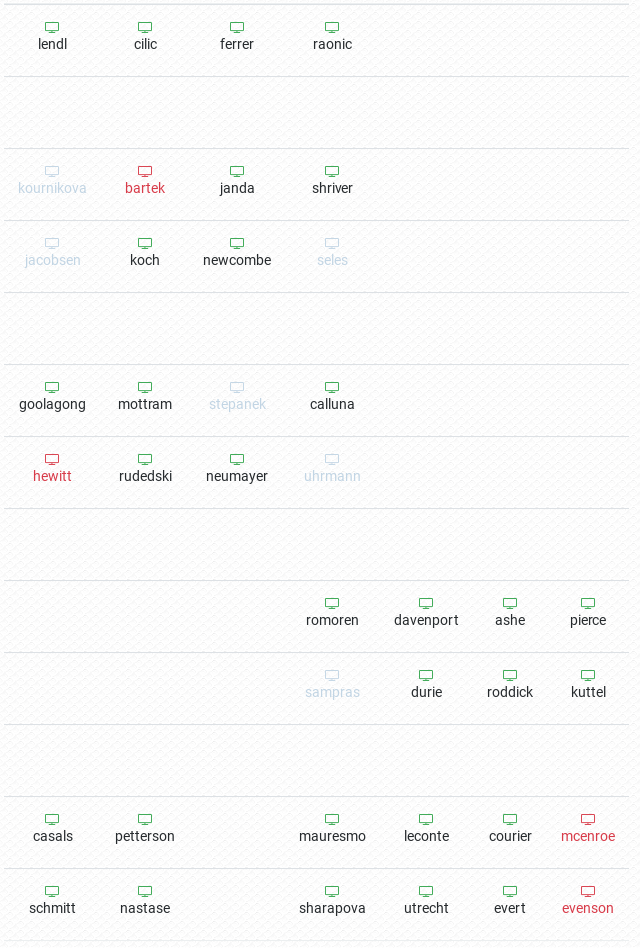 lendl cilic ferrer raonic
kournikova bartek janda shriver
jacobsen koch newcombe seles
goolagong mottram stepanek calluna
hewitt rudedski neumayer uhrmann
romoren davenport ashe pierce
sampras durie roddick kuttel
casals petterson mauresmo leconte courier mcenroe
schmitt nastase sharapova utrecht evert evenson